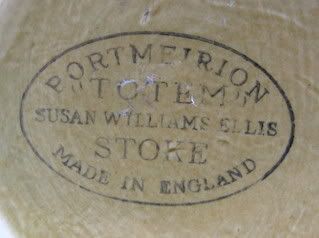 PORTMEIRION
"TOTEM"
SUSAN WILLIAMS ELLIS
STOKE
MADE IN ENGLAND